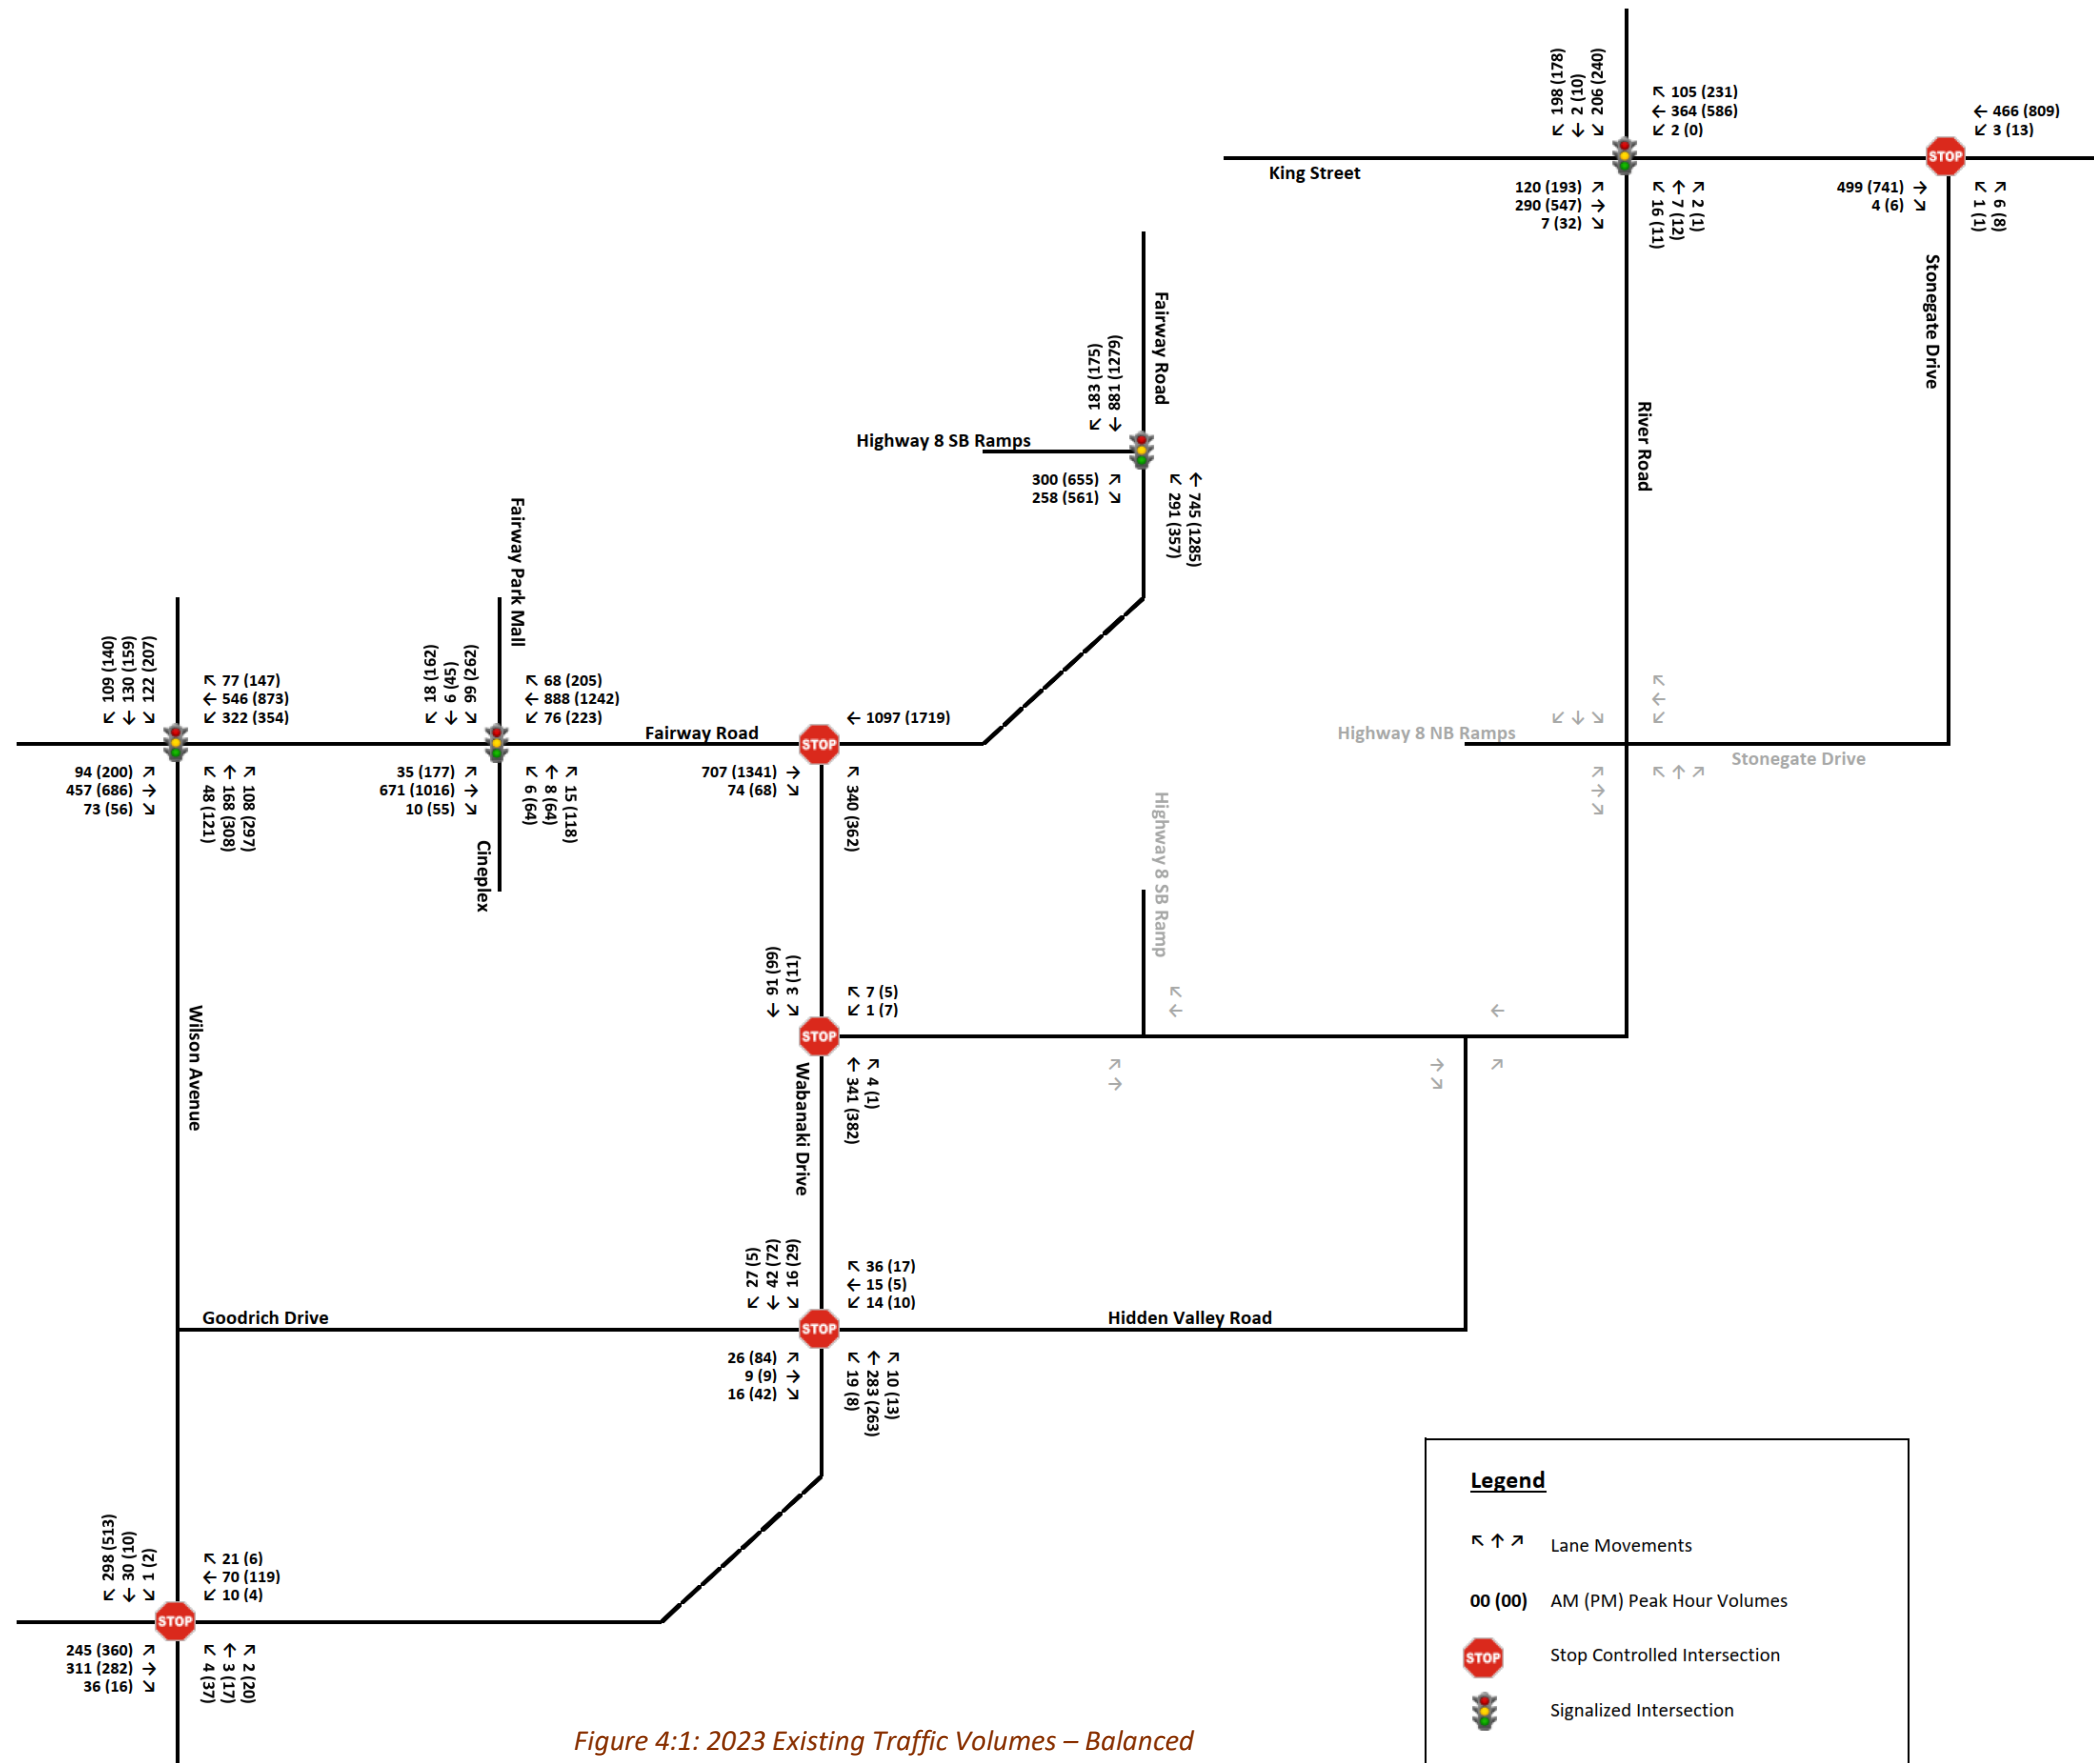 198 (178)
2 (10)
206 (240)
↖ 105 (231)
← 364 (586)
↙ 2 (0)
← 466 (809)
↙ 3 (13)
STOP
King Street
120 (193) ↗
290 (547) →
7 (32) ↘
16 (11)
7 (12)
2 (1)
499 (741) →
4 (6) ↘
1 (1)
6 (8)
Stonegate Drive
Fairway Road
183 (175)
881 (1279)
Highway 8 SB Ramps
300 (655) ↗
258 (561) ↘
291 (357)
745 (1285)
River Road
Fairway Park Mall
109 (140)
130 (159)
122 (207)
↖ 77 (147)
← 546 (873)
↙ 322 (354)
18 (162)
6 (45)
99 (262)
↖ 68 (205)
← 888 (1242)
↙ 76 (223)
Fairway Road
← 1097 (1719)
STOP
Highway 8 NB Ramps
Stonegate Drive
94 (200) ↗
457 (686) →
73 (56) ↘
48 (121)
168 (308)
108 (297)
35 (177) ↗
671 (1016) →
10 (55) ↘
6 (64)
8 (64)
15 (118)
Cineplex
707 (1341) →
74 (68) ↘
340 (362)
Highway 8 SB Ramp
91 (99)
3 (11)
↖ 7 (5)
↙ 1 (7)
STOP
Wilson Avenue
Wabanaki Drive
341 (382)
4 (1)
27 (5)
42 (72)
16 (29)
↖ 36 (17)
← 15 (5)
↙ 14 (10)
Goodrich Drive
STOP
Hidden Valley Road
26 (84) ↗
9 (9) →
16 (42) ↘
19 (8)
283 (263)
10 (13)
298 (513)
30 (10)
1 (2)
↖ 21 (6)
← 70 (119)
↙ 10 (4)
STOP
245 (360) ↗
311 (282) →
36 (16) ↘
4 (37)
3 (17)
2 (20)
Legend
↖ ↑ ↗ Lane Movements
00 (00) AM (PM) Peak Hour Volumes
STOP Stop Controlled Intersection
Signalized Intersection
Figure 4:1: 2023 Existing Traffic Volumes – Balanced